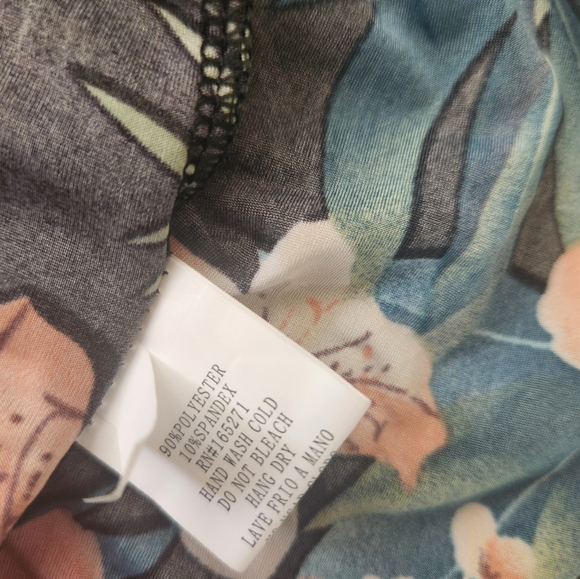 90%POLYESTER
10%SPANDEX
RN#165271
HAND WASH COLD
DO NOT BLEACH
HANG DRY
LAVE FRIO A MANO